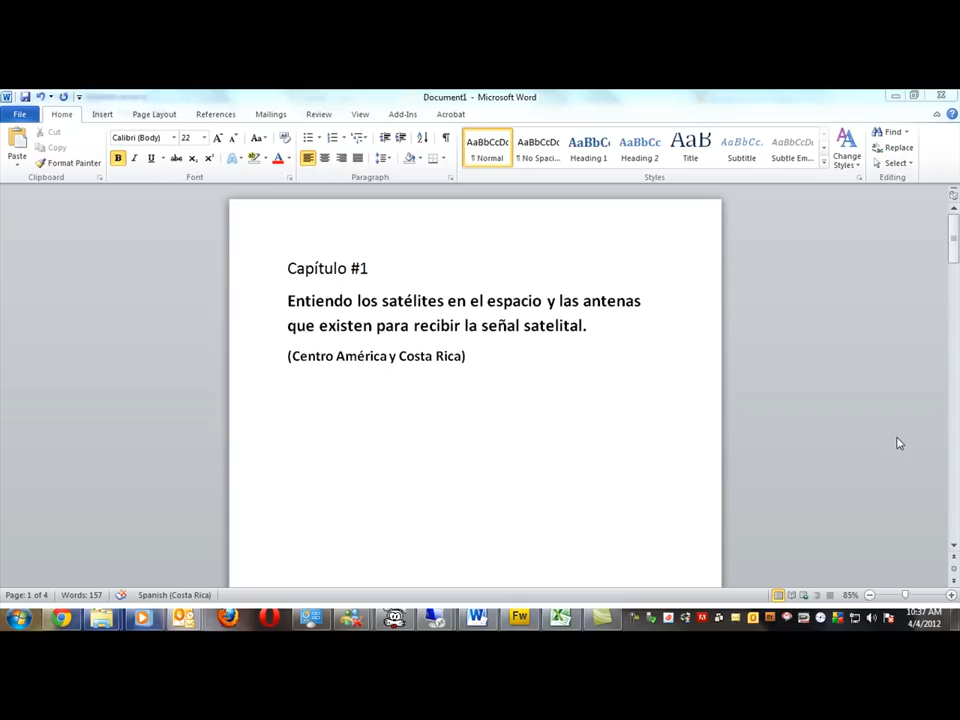 Document1 - Microsoft Word
File Home Insert Page Layout References Mailings Review View Add-Ins Acrobat
Paste Cut Calibri (Body) 22 Find
Copy Replace
Format Painter Select
AaBbCcDc AaBbCcDc AaBbC AaBbCc AaB AaBbCc. AaBbCcDc
¶ Normal ¶ No Spaci... Heading 1 Heading 2 Title Subtitle Subtle Em... Change Styles
Clipboard Font Paragraph Styles Editing
Capítulo #1
Entiendo los satélites en el espacio y las antenas
que existen para recibir la señal satelital.
(Centro América y Costa Rica)
Page: 1 of 4 Words: 157 Spanish (Costa Rica) 85%
10:37 AM
4/4/2012